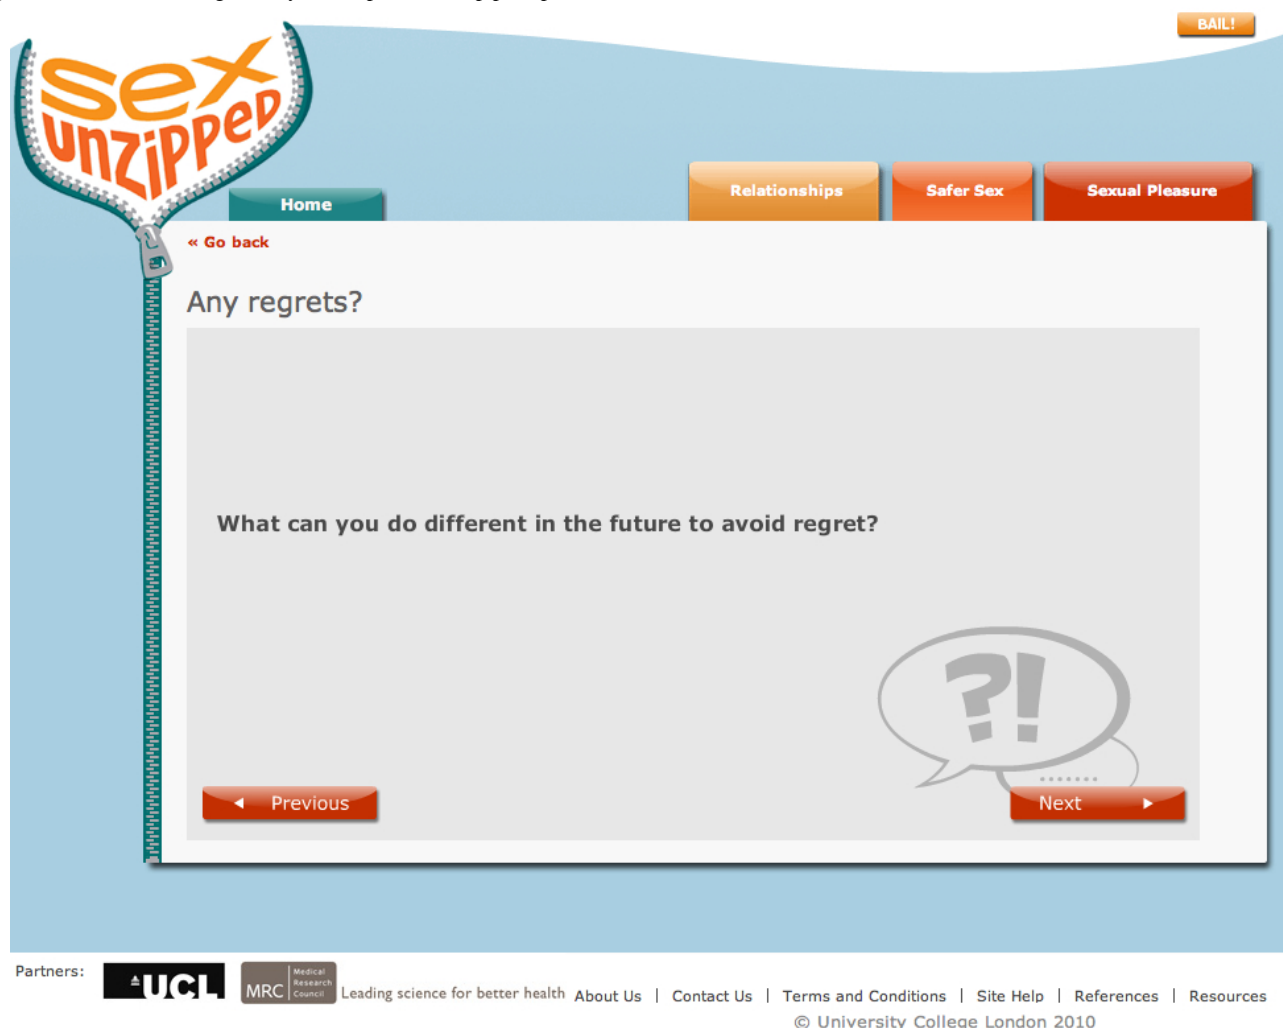 BAIL!
sex
unzipped
Home
Relationships
Safer Sex
Sexual Pleasure
« Go back
Any regrets?
What can you do different in the future to avoid regret?
?!
Previous
Next
Partners:
UCL
MRC
Medical
Research
Council
Leading science for better health
About Us | Contact Us | Terms and Conditions | Site Help | References | Resources
© University College London 2010